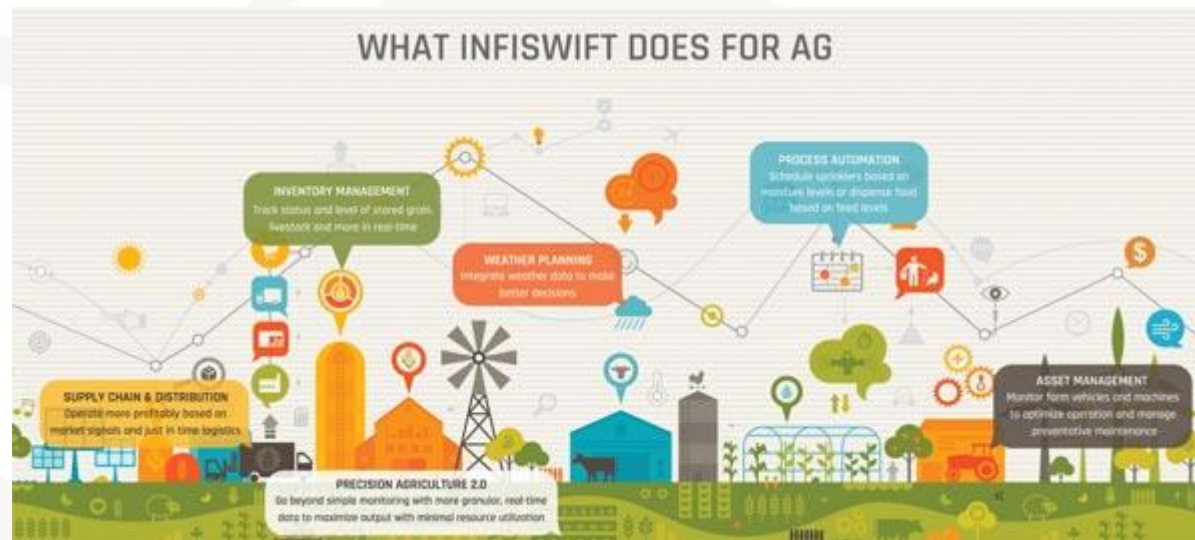 WHAT INFISWIFT DOES FOR AG
INVENTORY MANAGEMENT
Track status and level of stored grain,
livestock and more in real-time
PROCESS AUTOMATION
Schedule sprinklers based on
moisture levels or dispense food
based on feed levels
WEATHER PLANNING
Integrate weather data to make
better decisions
SUPPLY CHAIN & DISTRIBUTION
Operate more profitably based on
market signals and just in time logistics
ASSET MANAGEMENT
Monitor farm vehicles and machines
to optimize operation and manage
preventative maintenance
PRECISION AGRICULTURE 2.0
Go beyond simple monitoring with more granular, real-time
data to maximize output with minimal resource utilization
$